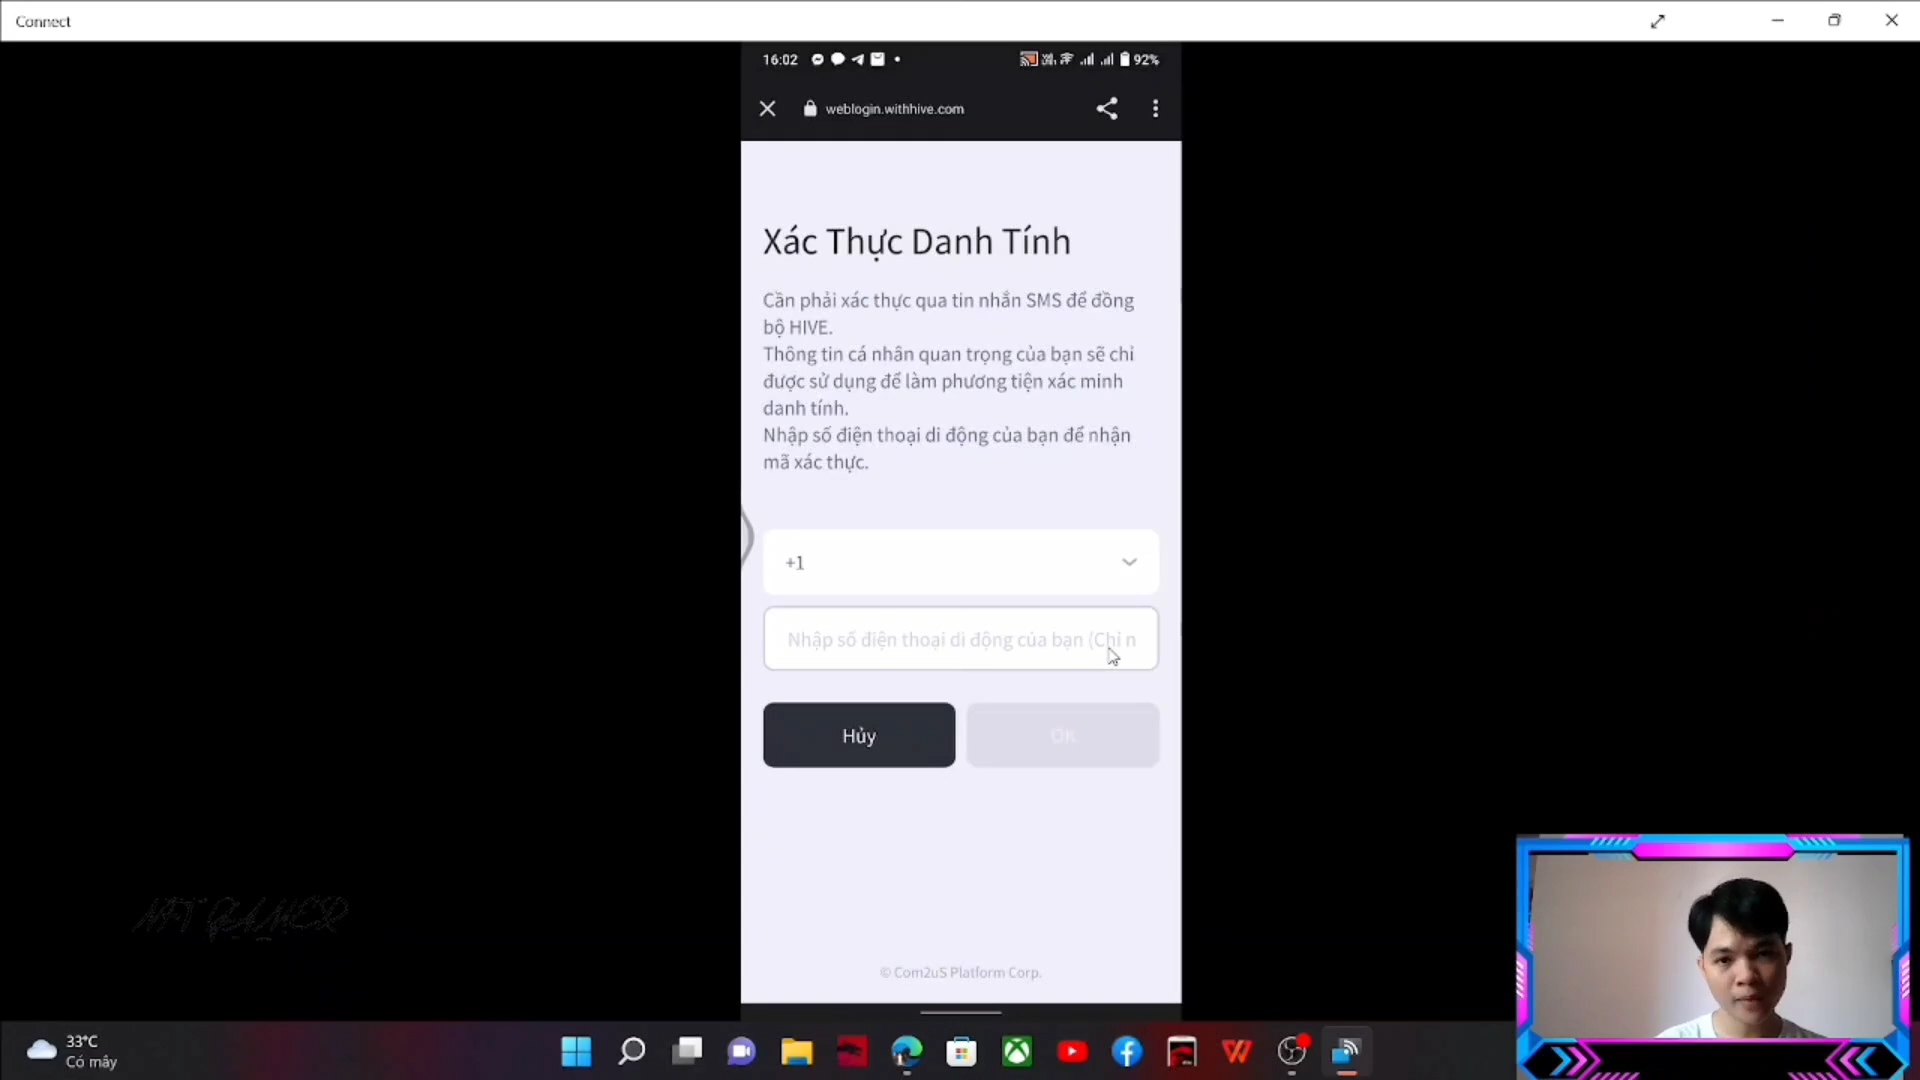 Connect
16:02
92%
weblogin.withhive.com
Xác Thực Danh Tính
Cần phải xác thực qua tin nhắn SMS để đồng
bộ HIVE.
Thông tin cá nhân quan trọng của bạn sẽ chỉ
được sử dụng để làm phương tiện xác minh
danh tính.
Nhập số điện thoại di động của bạn để nhận
mã xác thực.
+1
Nhập số điện thoại di động của bạn (Chỉ n
Hủy
OK
© Com2uS Platform Corp.
NFT GAMER
33°C
Có mây